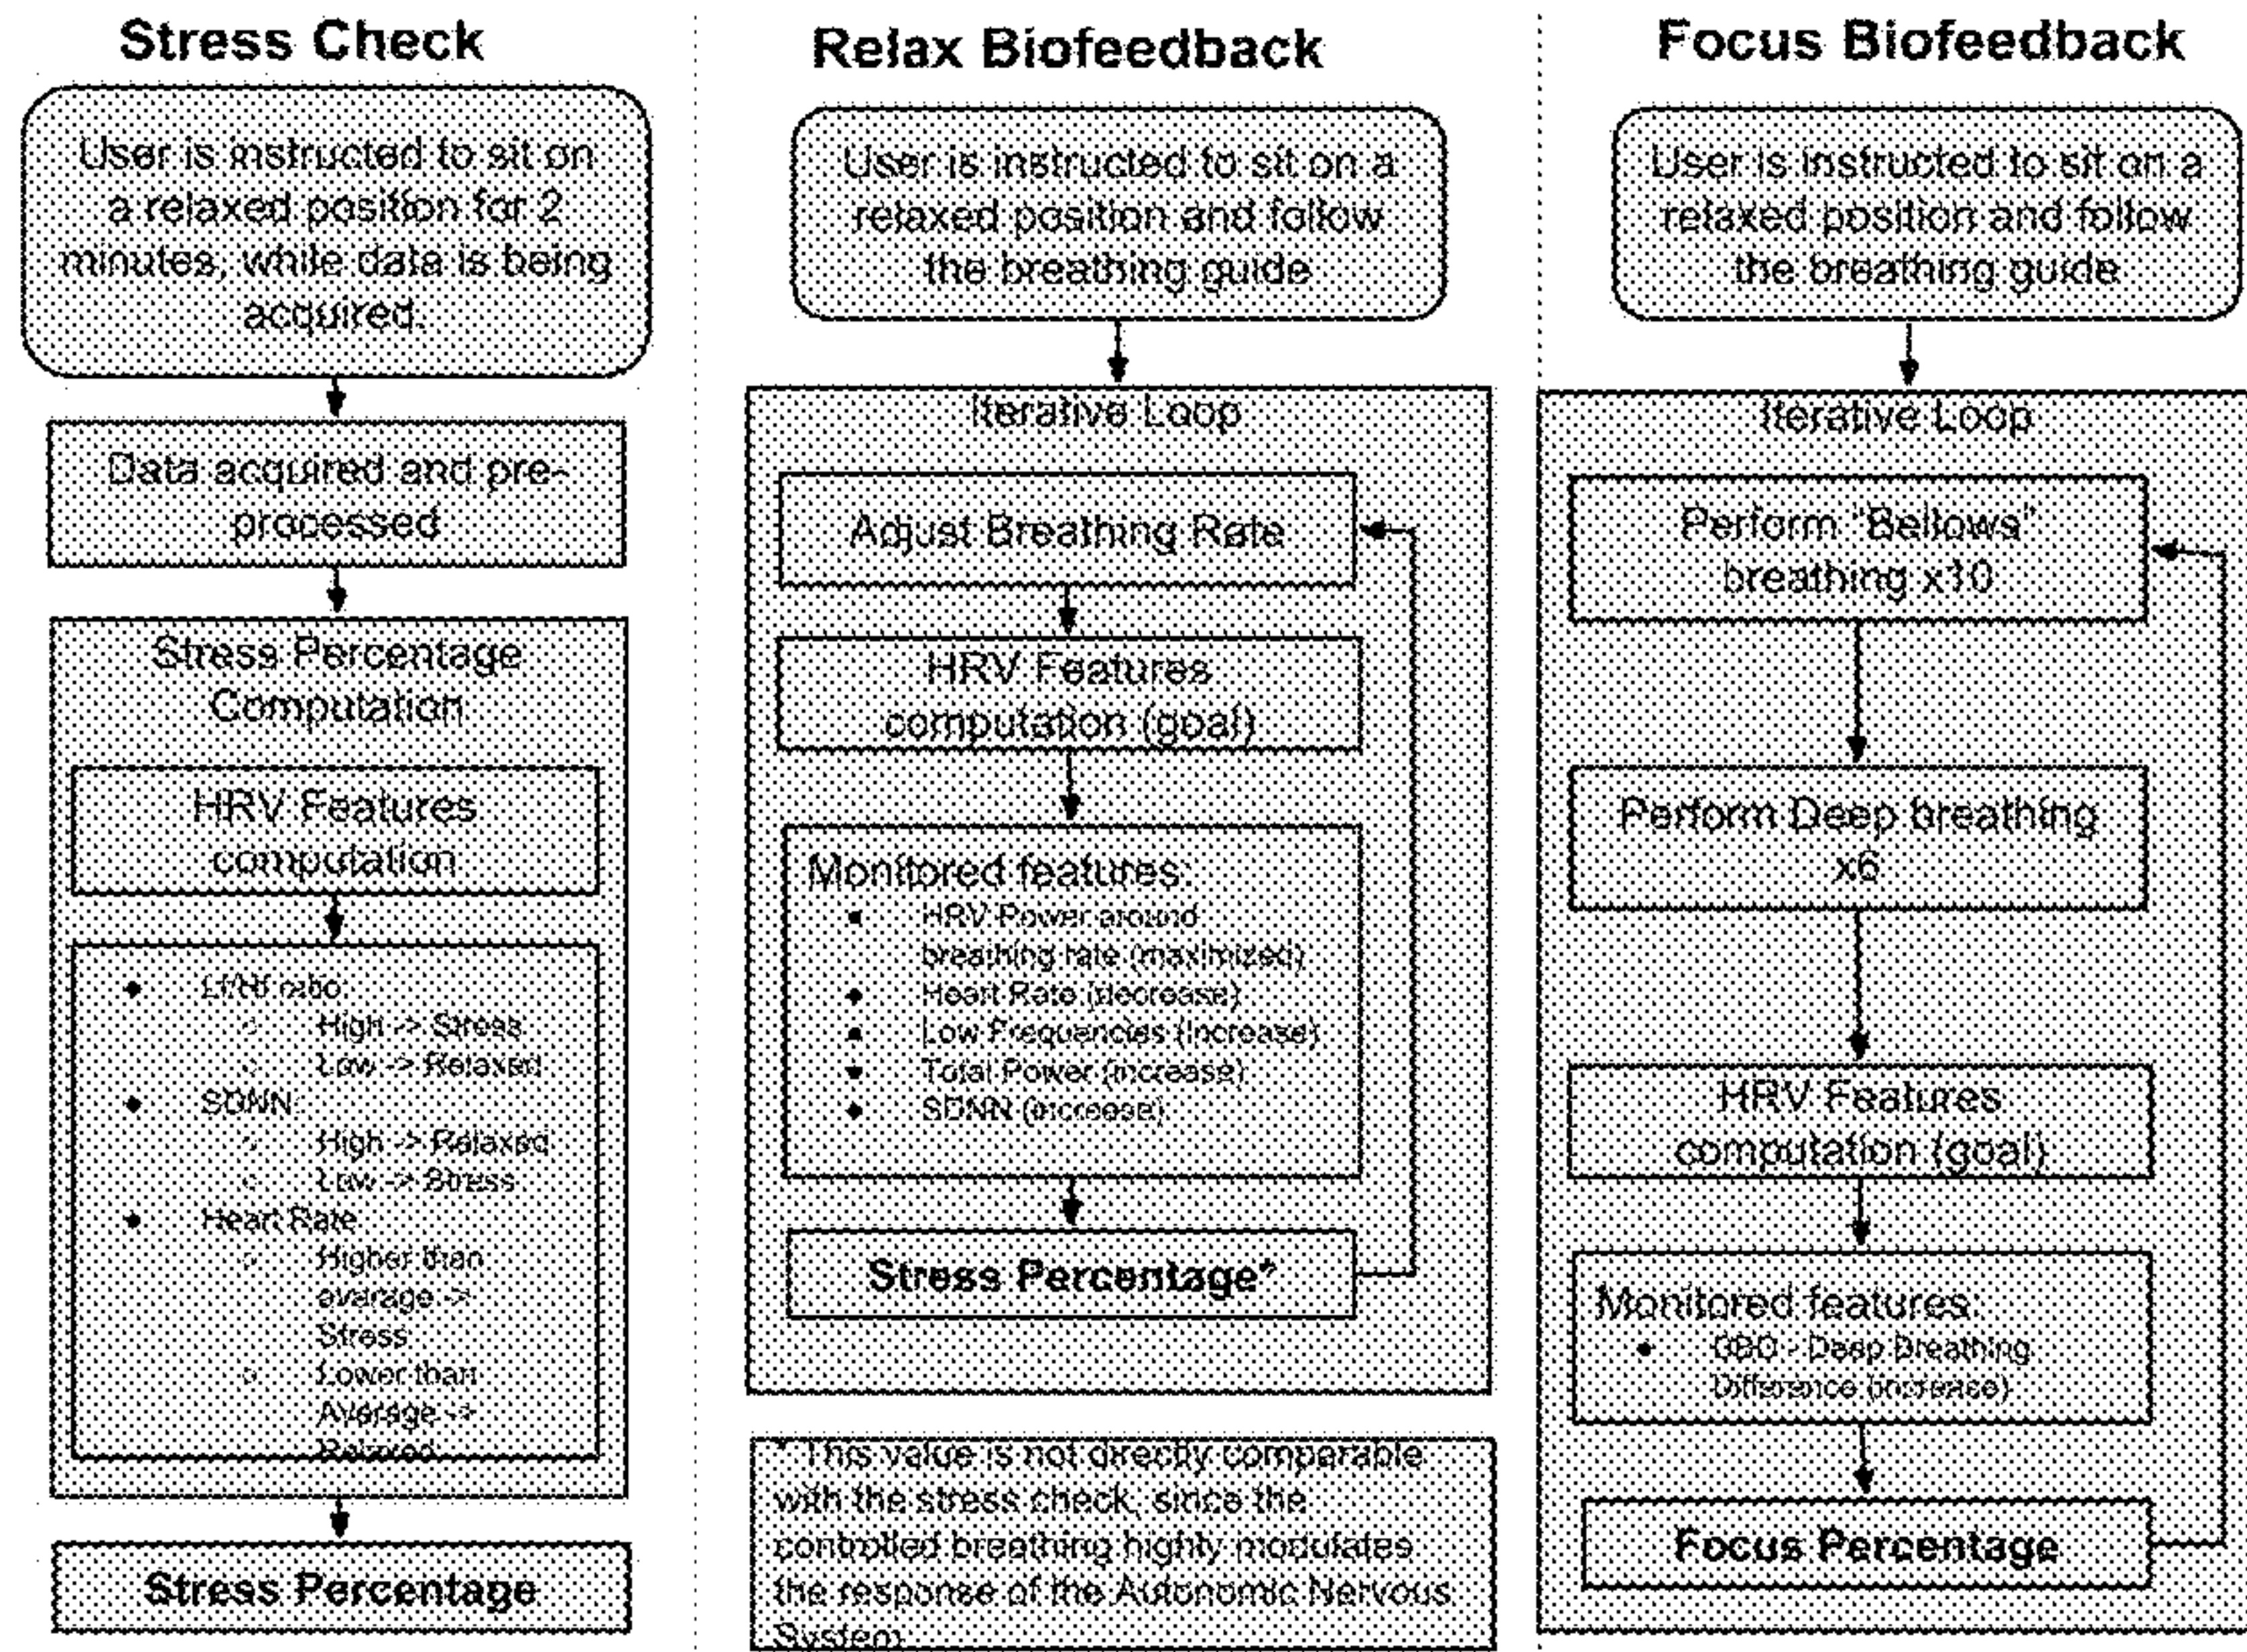 Stress Check
User is instructed to sit on
a relaxed position for 2
minutes, while data is being
acquired.
Data acquired and pre-
processed
Stress Percentage
Computation
HRV Features
computation
Lf/Hf ratio
High -> Stress
Low -> Relaxed
SDNN
High -> Relaxed
Low -> Stress
Heart Rate
Higher than
avarage ->
Stress
Lower than
Average ->
Relaxed
Stress Percentage
Relax Biofeedback
User is instructed to sit on a
relaxed position and follow
the breathing guide
Iterative Loop
Adjust Breathing Rate
HRV Features
computation (goal)
Monitored features:
HRV Power around
breathing rate (maximized)
Heart Rate (decrease)
Low Frequencies (increase)
Total Power (increase)
SDNN (increase)
Stress Percentage*
* This value is not directly comparable
with the stress check, since the
controlled breathing highly modulates
the response of the Autonomic Nervous
System
Focus Biofeedback
User is instructed to sit on a
relaxed position and follow
the breathing guide
Iterative Loop
Perform "Bellows"
breathing x10
Perform Deep breathing
x6
HRV Features
computation (goal)
Monitored features:
DBD - Deep Breathing
Difference (increase)
Focus Percentage